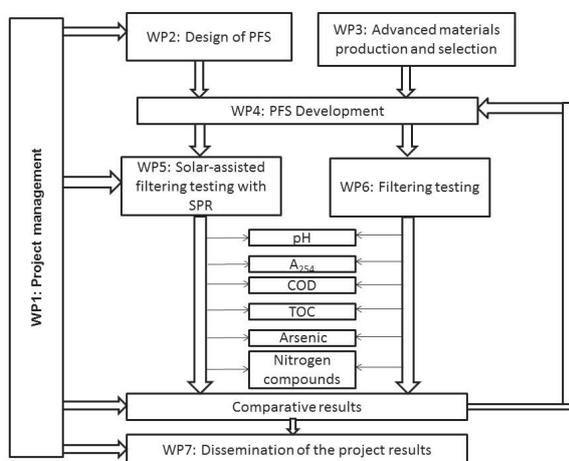 WP1: Project management
WP2: Design of PFS
WP3: Advanced materials
production and selection
WP4: PFS Development
WP5: Solar-assisted
filtering testing with
SPR
WP6: Filtering testing
pH
A254
COD
TOC
Arsenic
Nitrogen
compounds
Comparative results
WP7: Dissemination of the project results